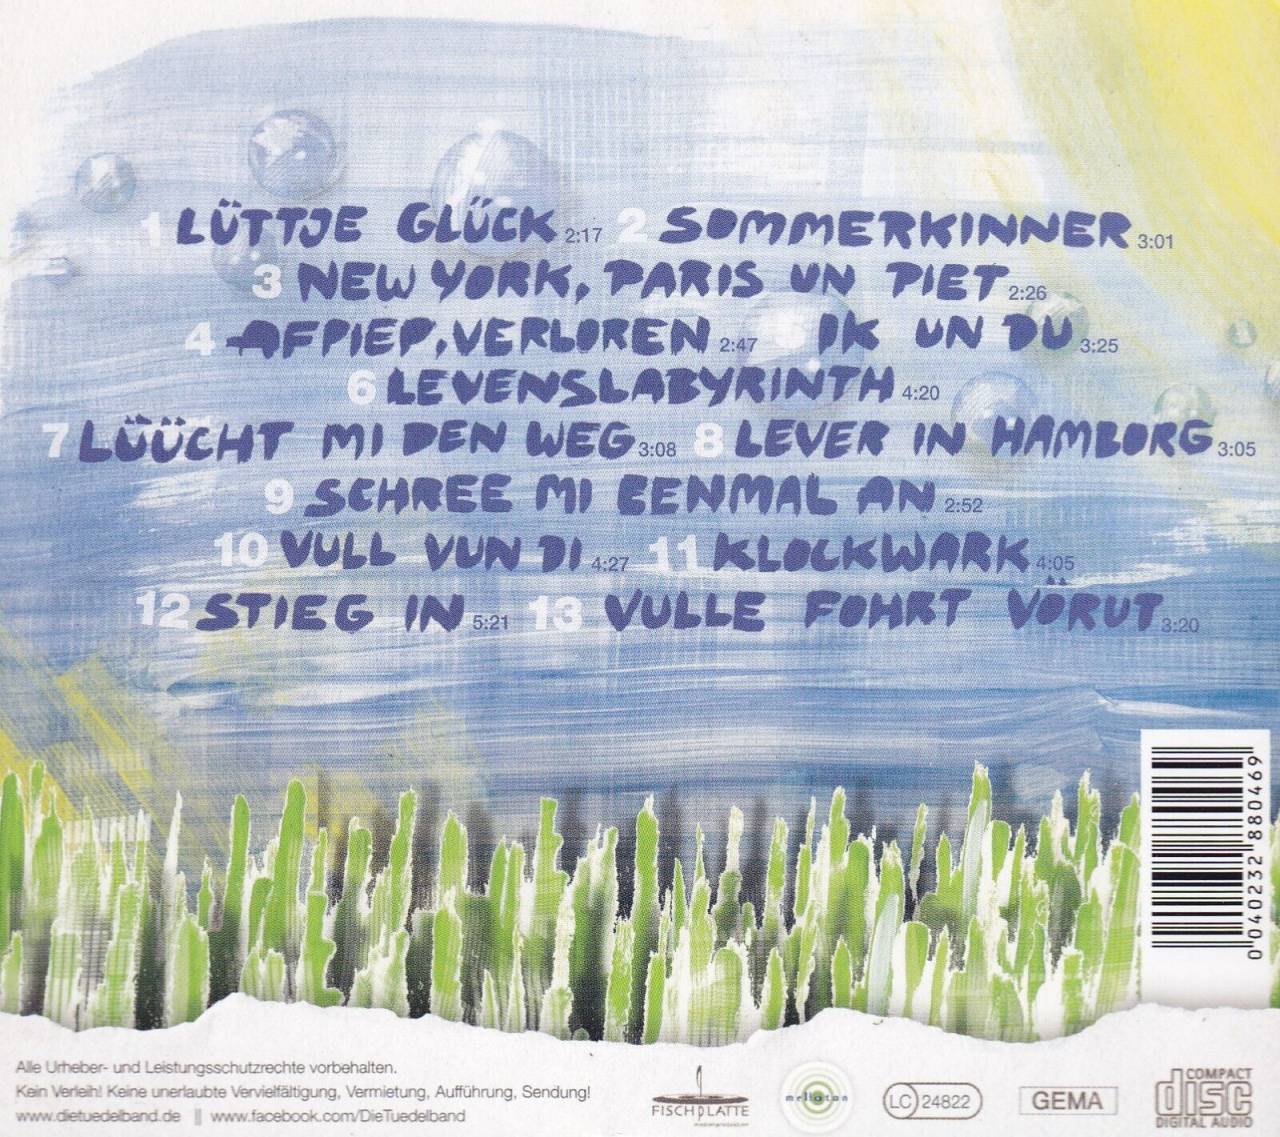 1 LÜTTJE GLÜCK 2:17 2 SOMMERKINNER 3:01
3 NEW YORK, PARIS UN PIET 2:26
4 AFPIEP, VERLOREN 2:47 5 IK UN DU 3:25
6 LEVENSLABYRINTH 4:20
7 LÜÜCHT MI DEN WEG 3:08 8 LEVER IN HAMBORG 3:05
9 SCHREE MI EENMAL AN 2:52
10 VULL VUN DI 4:27 11 KLOCKWARK 4:05
12 STIEG IN 5:21 13 VULLE FOHRT VÖRUT 3:20
0 040232 880469
Alle Urheber- und Leistungsschutzrechte vorbehalten.
Kein Verleih! Keine unerlaubte Vervielfältigung, Vermietung, Aufführung, Sendung!
www.dietuedelband.de || www.facebook.com/DieTuedelband
FISCHPLATTE
medienproduktion
melloton
LC 24822
GEMA
COMPACT
disc
DIGITAL AUDIO